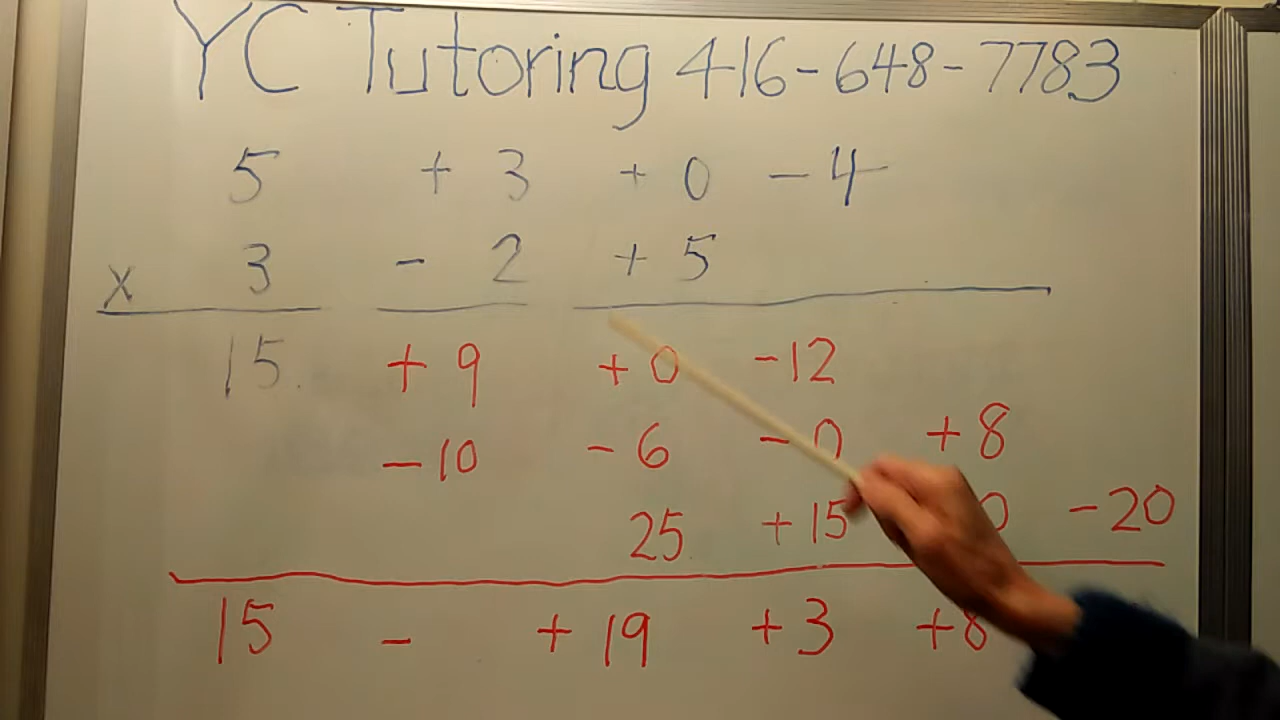 YC Tutoring 416-648-7783
5 + 3 + 0 - 4
x 3 - 2 + 5
15 + 9 + 0 - 12
- 10 - 6 - 0 + 8
25 + 15 0 - 20
15 - + 19 + 3 + 8